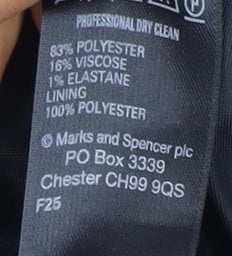 P
PROFESSIONAL DRY CLEAN
83% POLYESTER
16% VISCOSE
1% ELASTANE
LINING
100% POLYESTER
© Marks and Spencer plc
PO Box 3339
Chester CH99 9QS
F25